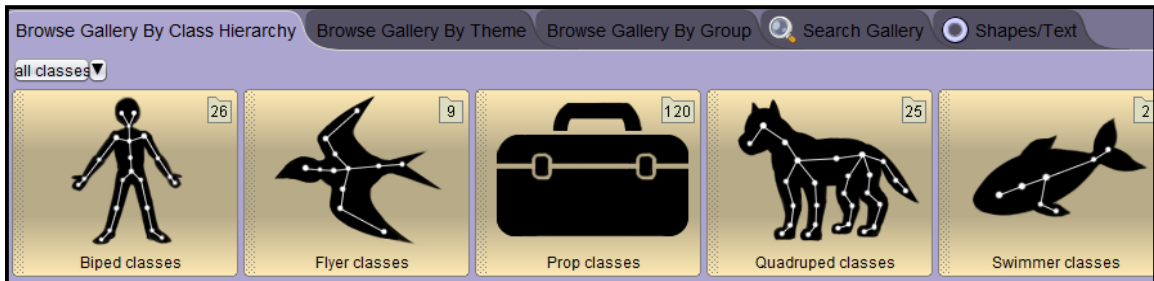 Browse Gallery By Class Hierarchy Browse Gallery By Theme Browse Gallery By Group Search Gallery Shapes/Text
all classes
26 9 120 25 2
Biped classes Flyer classes Prop classes Quadruped classes Swimmer classes